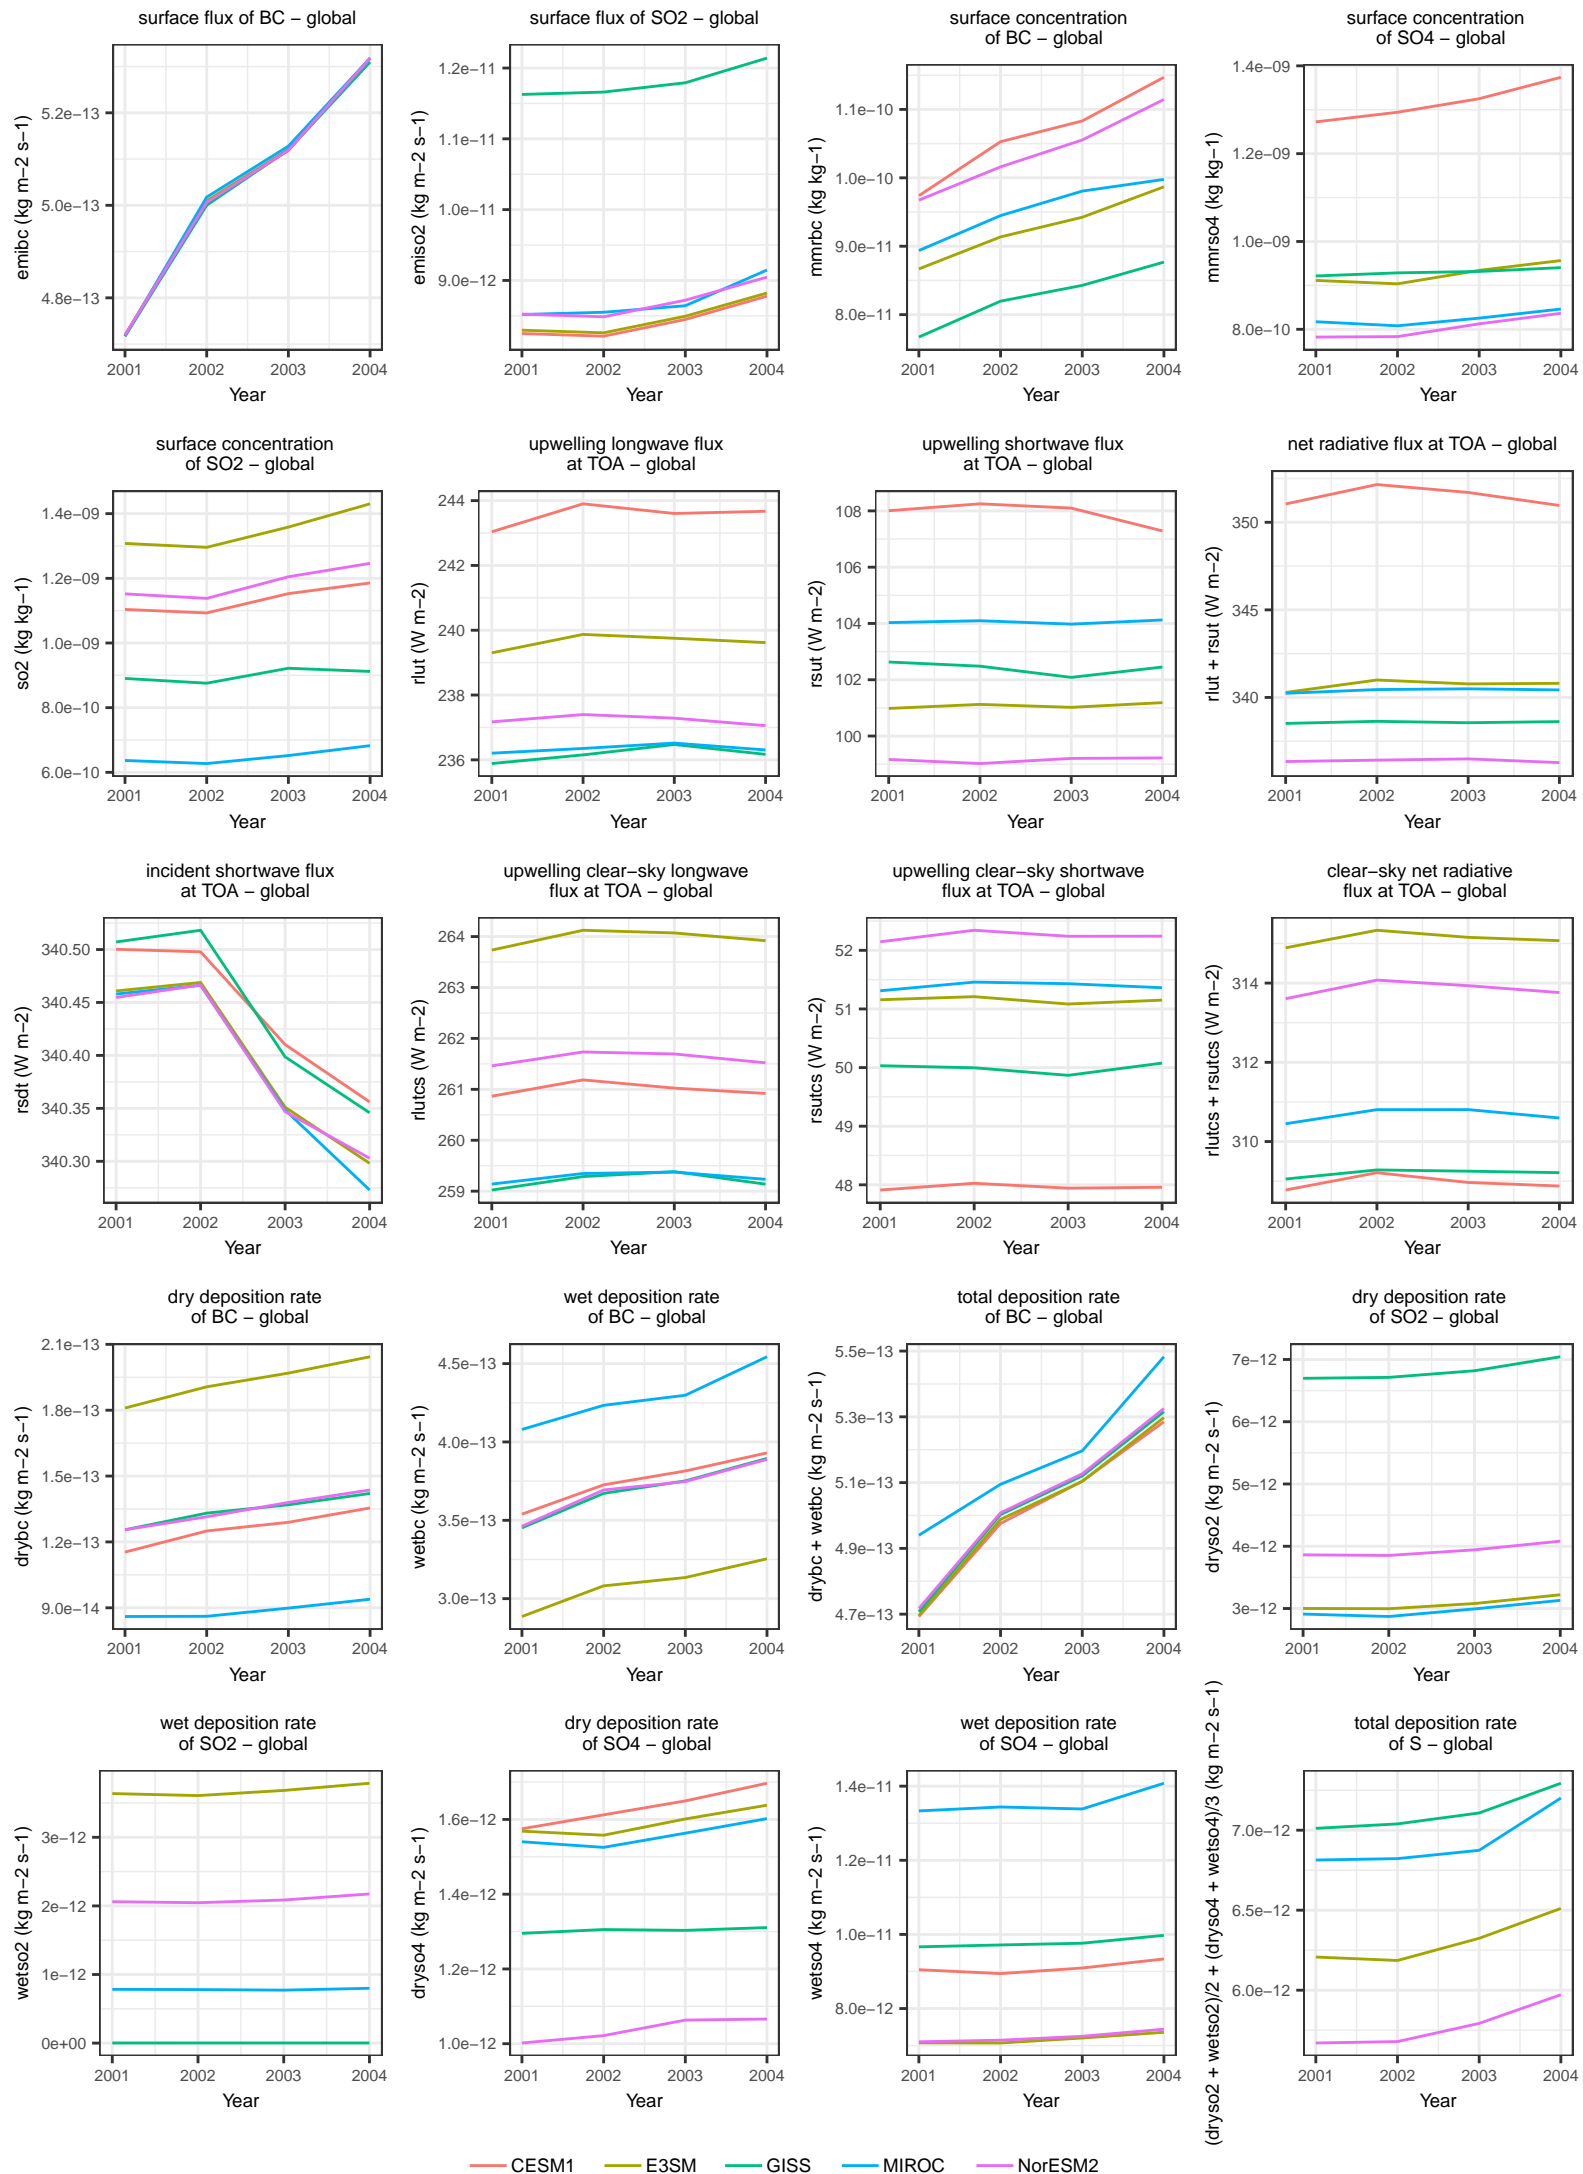 surface flux of BC − global
emibc (kg m−2 s−1)
5.2e−13
5.0e−13
4.8e−13
2001 2002 2003 2004
Year
surface flux of SO2 − global
emiso2 (kg m−2 s−1)
1.2e−11
1.1e−11
1.0e−11
9.0e−12
2001 2002 2003 2004
Year
surface concentration
of BC − global
mmrbc (kg kg−1)
1.1e−10
1.0e−10
9.0e−11
8.0e−11
2001 2002 2003 2004
Year
surface concentration
of SO4 − global
mmrso4 (kg kg−1)
1.4e−09
1.2e−09
1.0e−09
8.0e−10
2001 2002 2003 2004
Year
surface concentration
of SO2 − global
so2 (kg kg−1)
1.4e−09
1.2e−09
1.0e−09
8.0e−10
6.0e−10
2001 2002 2003 2004
Year
upwelling longwave flux
at TOA − global
rlut (W m−2)
244
242
240
238
236
2001 2002 2003 2004
Year
upwelling shortwave flux
at TOA − global
rsut (W m−2)
108
106
104
102
100
2001 2002 2003 2004
Year
net radiative flux at TOA − global
rlut + rsut (W m−2)
350
345
340
2001 2002 2003 2004
Year
incident shortwave flux
at TOA − global
rsdt (W m−2)
340.50
340.45
340.40
340.35
340.30
2001 2002 2003 2004
Year
upwelling clear−sky longwave
flux at TOA − global
rlutcs (W m−2)
264
263
262
261
260
259
2001 2002 2003 2004
Year
upwelling clear−sky shortwave
flux at TOA − global
rsutcs (W m−2)
52
51
50
49
48
2001 2002 2003 2004
Year
clear−sky net radiative
flux at TOA − global
rlutcs + rsutcs (W m−2)
314
312
310
2001 2002 2003 2004
Year
dry deposition rate
of BC − global
drybc (kg m−2 s−1)
2.1e−13
1.8e−13
1.5e−13
1.2e−13
9.0e−14
2001 2002 2003 2004
Year
wet deposition rate
of BC − global
wetbc (kg m−2 s−1)
4.5e−13
4.0e−13
3.5e−13
3.0e−13
2001 2002 2003 2004
Year
total deposition rate
of BC − global
drybc + wetbc (kg m−2 s−1)
5.5e−13
5.3e−13
5.1e−13
4.9e−13
4.7e−13
2001 2002 2003 2004
Year
dry deposition rate
of SO2 − global
dryso2 (kg m−2 s−1)
7e−12
6e−12
5e−12
4e−12
3e−12
2001 2002 2003 2004
Year
wet deposition rate
of SO2 − global
wetso2 (kg m−2 s−1)
3e−12
2e−12
1e−12
0e+00
2001 2002 2003 2004
Year
dry deposition rate
of SO4 − global
dryso4 (kg m−2 s−1)
1.6e−12
1.4e−12
1.2e−12
1.0e−12
2001 2002 2003 2004
Year
wet deposition rate
of SO4 − global
wetso4 (kg m−2 s−1)
1.4e−11
1.2e−11
1.0e−11
8.0e−12
2001 2002 2003 2004
Year
total deposition rate
of S − global
(dryso2 + wetso2)/2 + (dryso4 + wetso4)/3 (kg m−2 s−1)
7.0e−12
6.5e−12
6.0e−12
2001 2002 2003 2004
Year
CESM1 E3SM GISS MIROC NorESM2